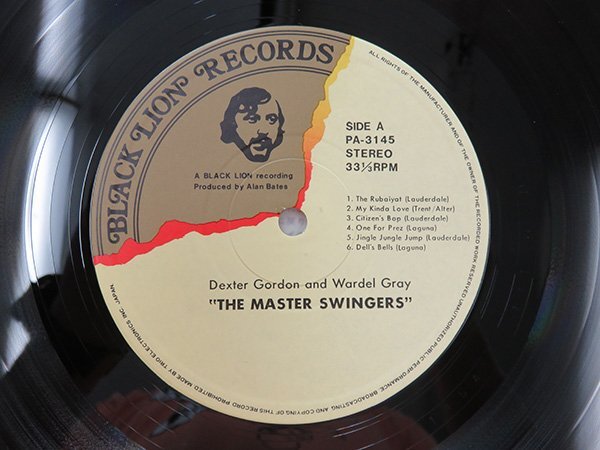 BLACK LION RECORDS
A BLACK LION recording
Produced by Alan Bates
SIDE A
PA-3145
STEREO
33⅓RPM
1. The Rubaiyat (Lauderdale)
2. My Kinda Love (Trent/Alter)
3. Citizen's Bop (Lauderdale)
4. One For Prez (Laguna)
5. Jingle Jungle Jump (Lauderdale)
6. Dell's Bells (Laguna)
Dexter Gordon and Wardel Gray
"THE MASTER SWINGERS"
ALL RIGHTS OF THE MANUFACTURER AND OF THE OWNER OF THE RECORDED WORK RESERVED UNAUTHORIZED PUBLIC PERFORMANCE, BROADCASTING AND COPYING OF THIS RECORD PROHIBITED MADE BY TRIO ELECTRONICS INC. JAPAN